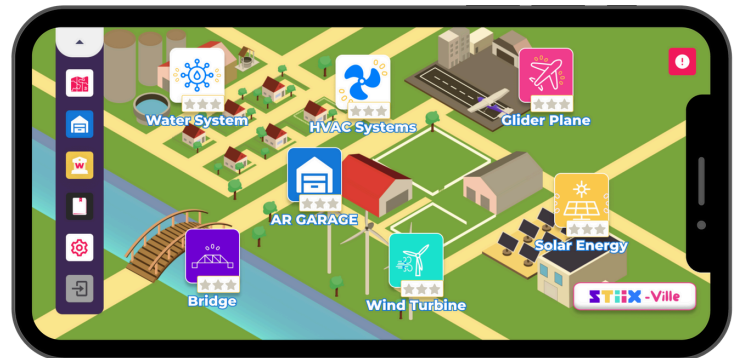 Water System
HVAC Systems
Glider Plane
W
AR GARAGE
Solar Energy
Bridge
Wind Turbine
STiiX -Ville